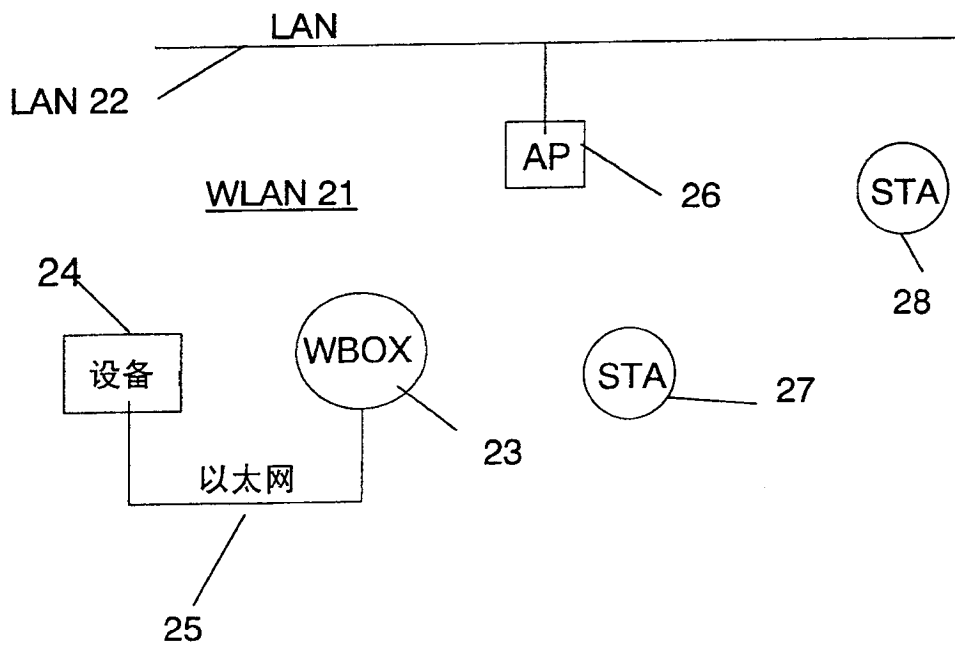 LAN
LAN 22
AP
26
STA
28
WLAN 21
24
设备
WBOX
23
STA
27
以太网
25